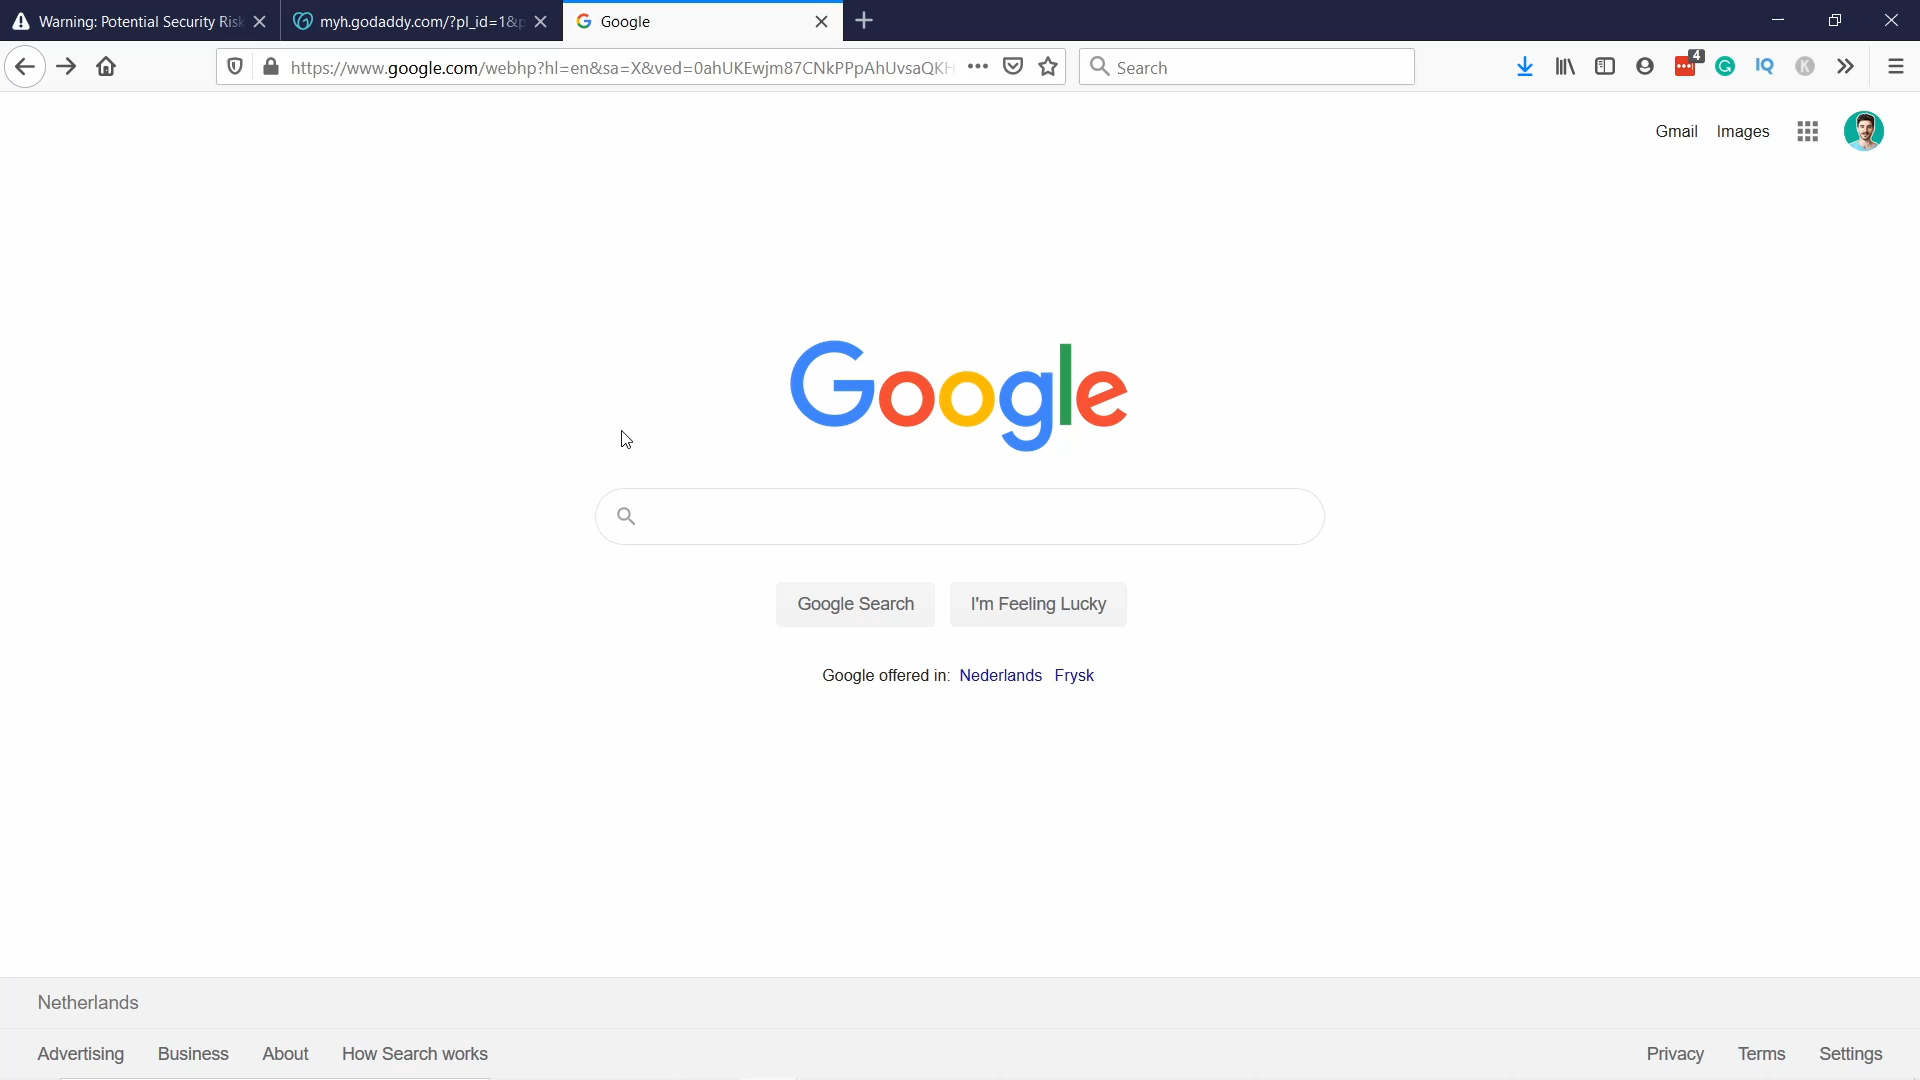 Warning: Potential Security Risk
myh.godaddy.com/?pl_id=1&p
Google
https://www.google.com/webhp?hl=en&sa=X&ved=0ahUKEwjm87CNkPPpAhUvsaQKH
Search
4
IQ
K
Gmail
Images
Google
Google Search
I'm Feeling Lucky
Google offered in: Nederlands Frysk
Netherlands
Advertising
Business
About
How Search works
Privacy
Terms
Settings